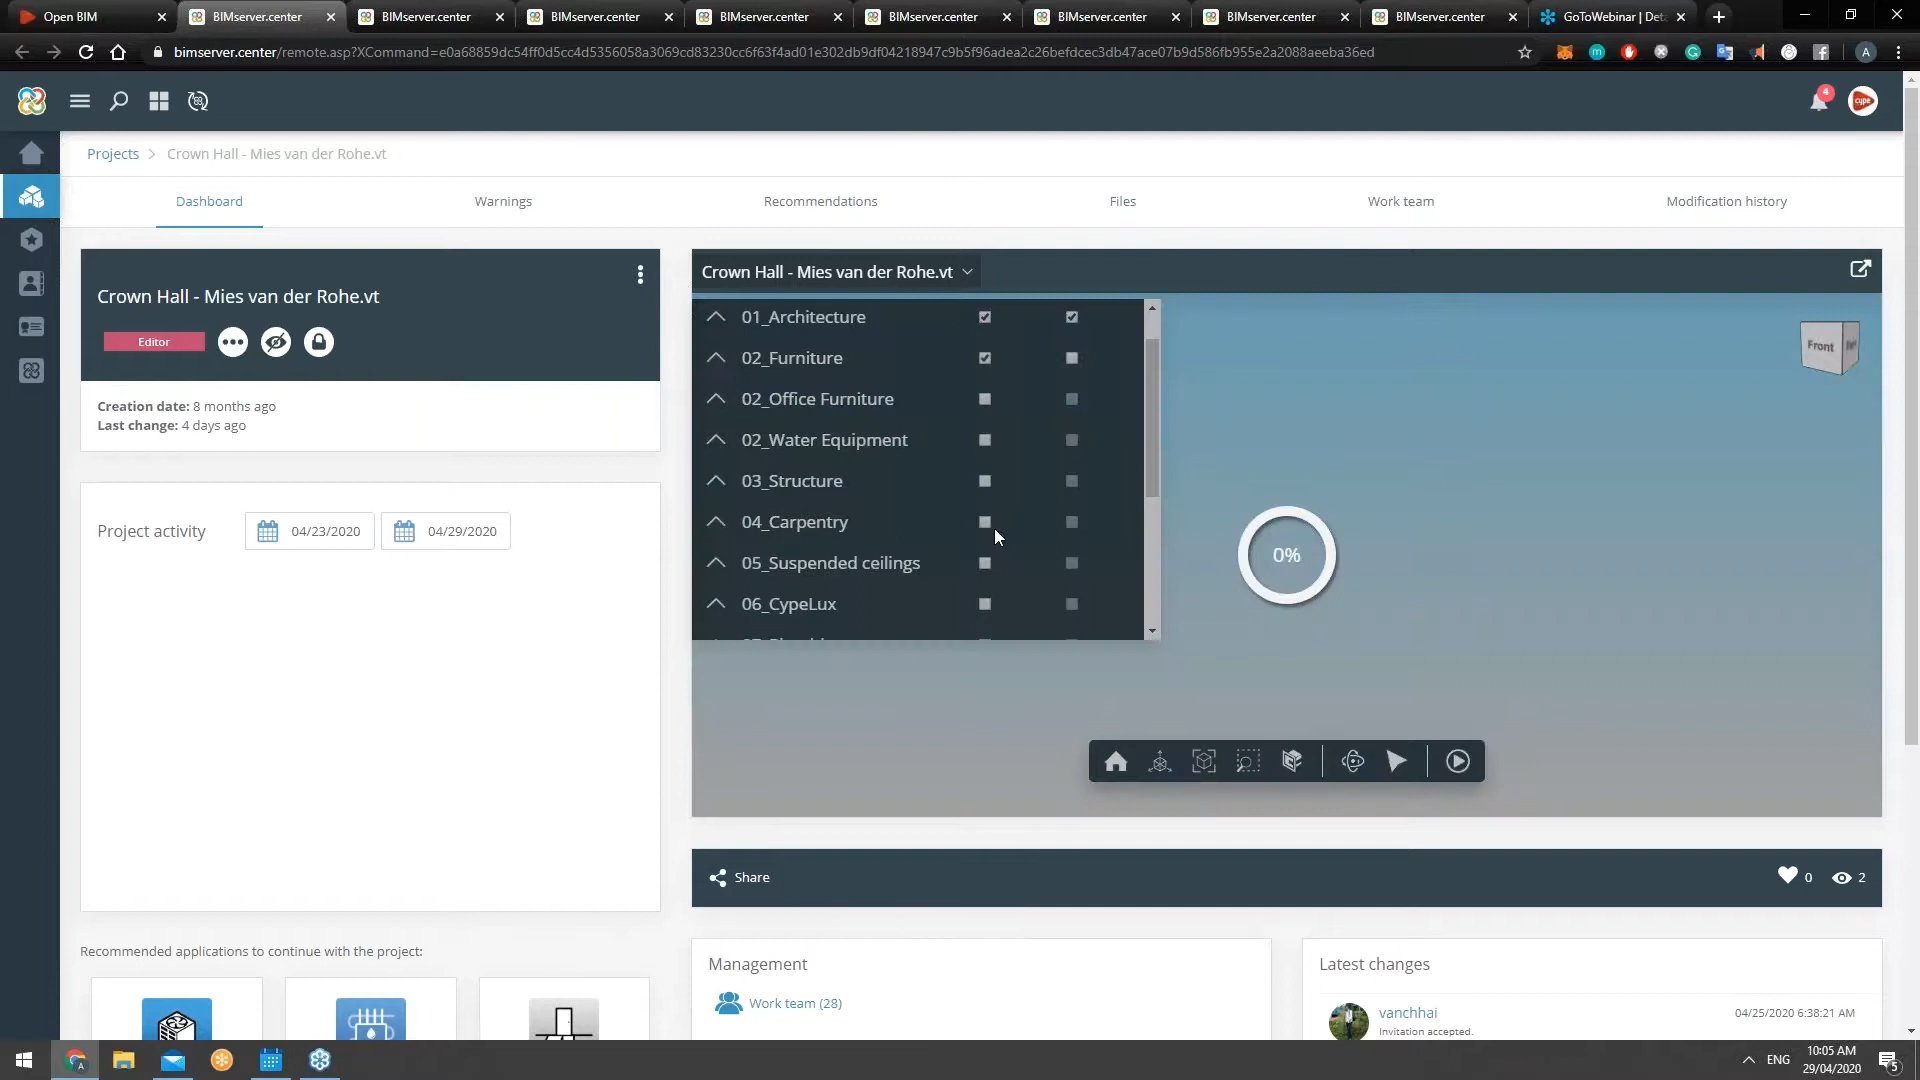 Open BIM
BIMserver.center
BIMserver.center
BIMserver.center
BIMserver.center
BIMserver.center
BIMserver.center
BIMserver.center
BIMserver.center
GoToWebinar | Det
bimserver.center/remote.asp?XCommand=e0a68859dc54ff0d5cc4d5356058a3069cd83230cc6f63f4ad01e302db9df04218947c9b5f96adea2c26befdcec3db47ace07b9d586fb955e2a2088aeeba36ed
A
4
cype
Projects > Crown Hall - Mies van der Rohe.vt
Dashboard
Warnings
Recommendations
Files
Work team
Modification history
Crown Hall - Mies van der Rohe.vt
Editor
Creation date: 8 months ago
Last change: 4 days ago
Project activity
04/23/2020
04/29/2020
Recommended applications to continue with the project:
Crown Hall - Mies van der Rohe.vt
01_Architecture
02_Furniture
02_Office Furniture
02_Water Equipment
03_Structure
04_Carpentry
05_Suspended ceilings
06_CypeLux
Front
0%
Share
0
2
Management
Work team (28)
Latest changes
vanchhai
04/25/2020 6:38:21 AM
Invitation accepted.
ENG
10:05 AM
29/04/2020
5